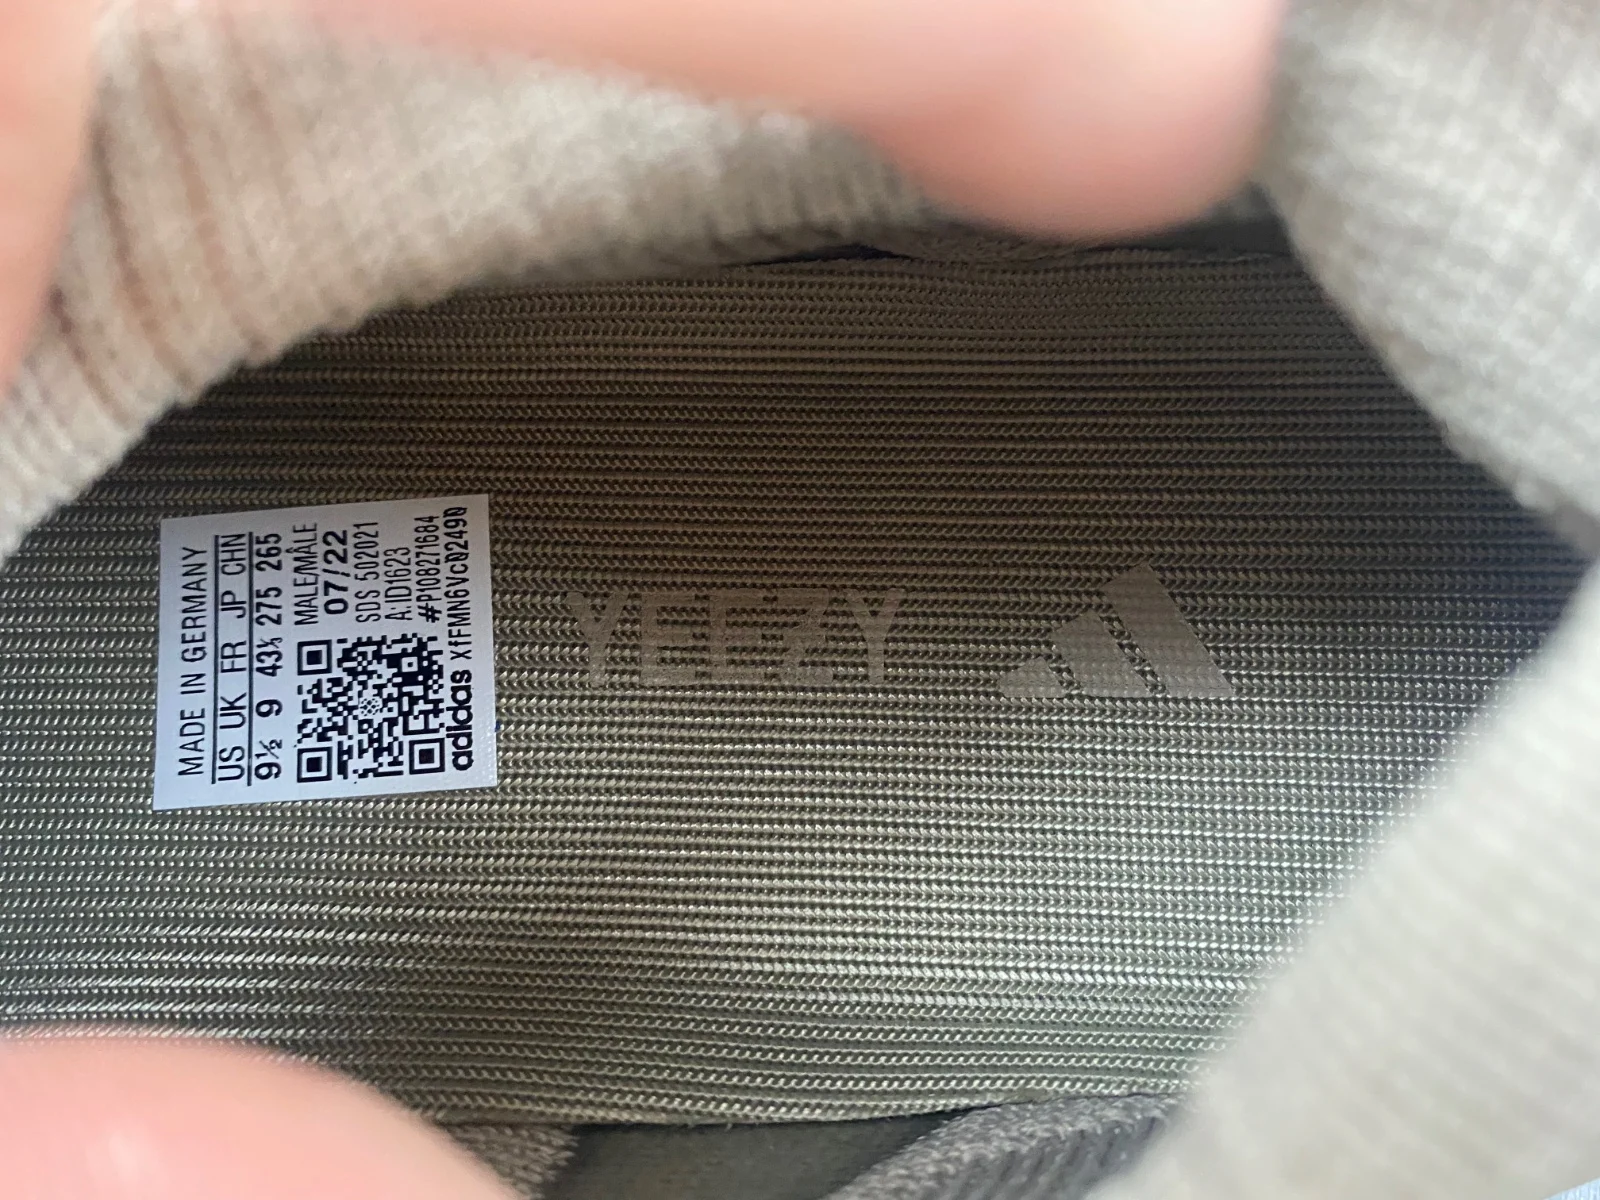 MADE IN GERMANY
US UK FR JP CHN
9½ 9 43⅓ 275 265
MALE/MÂLE
07/22
SDS 502021
A:ID1623
#P108271684
adidas XfFMN6VcD2490
YEEZY